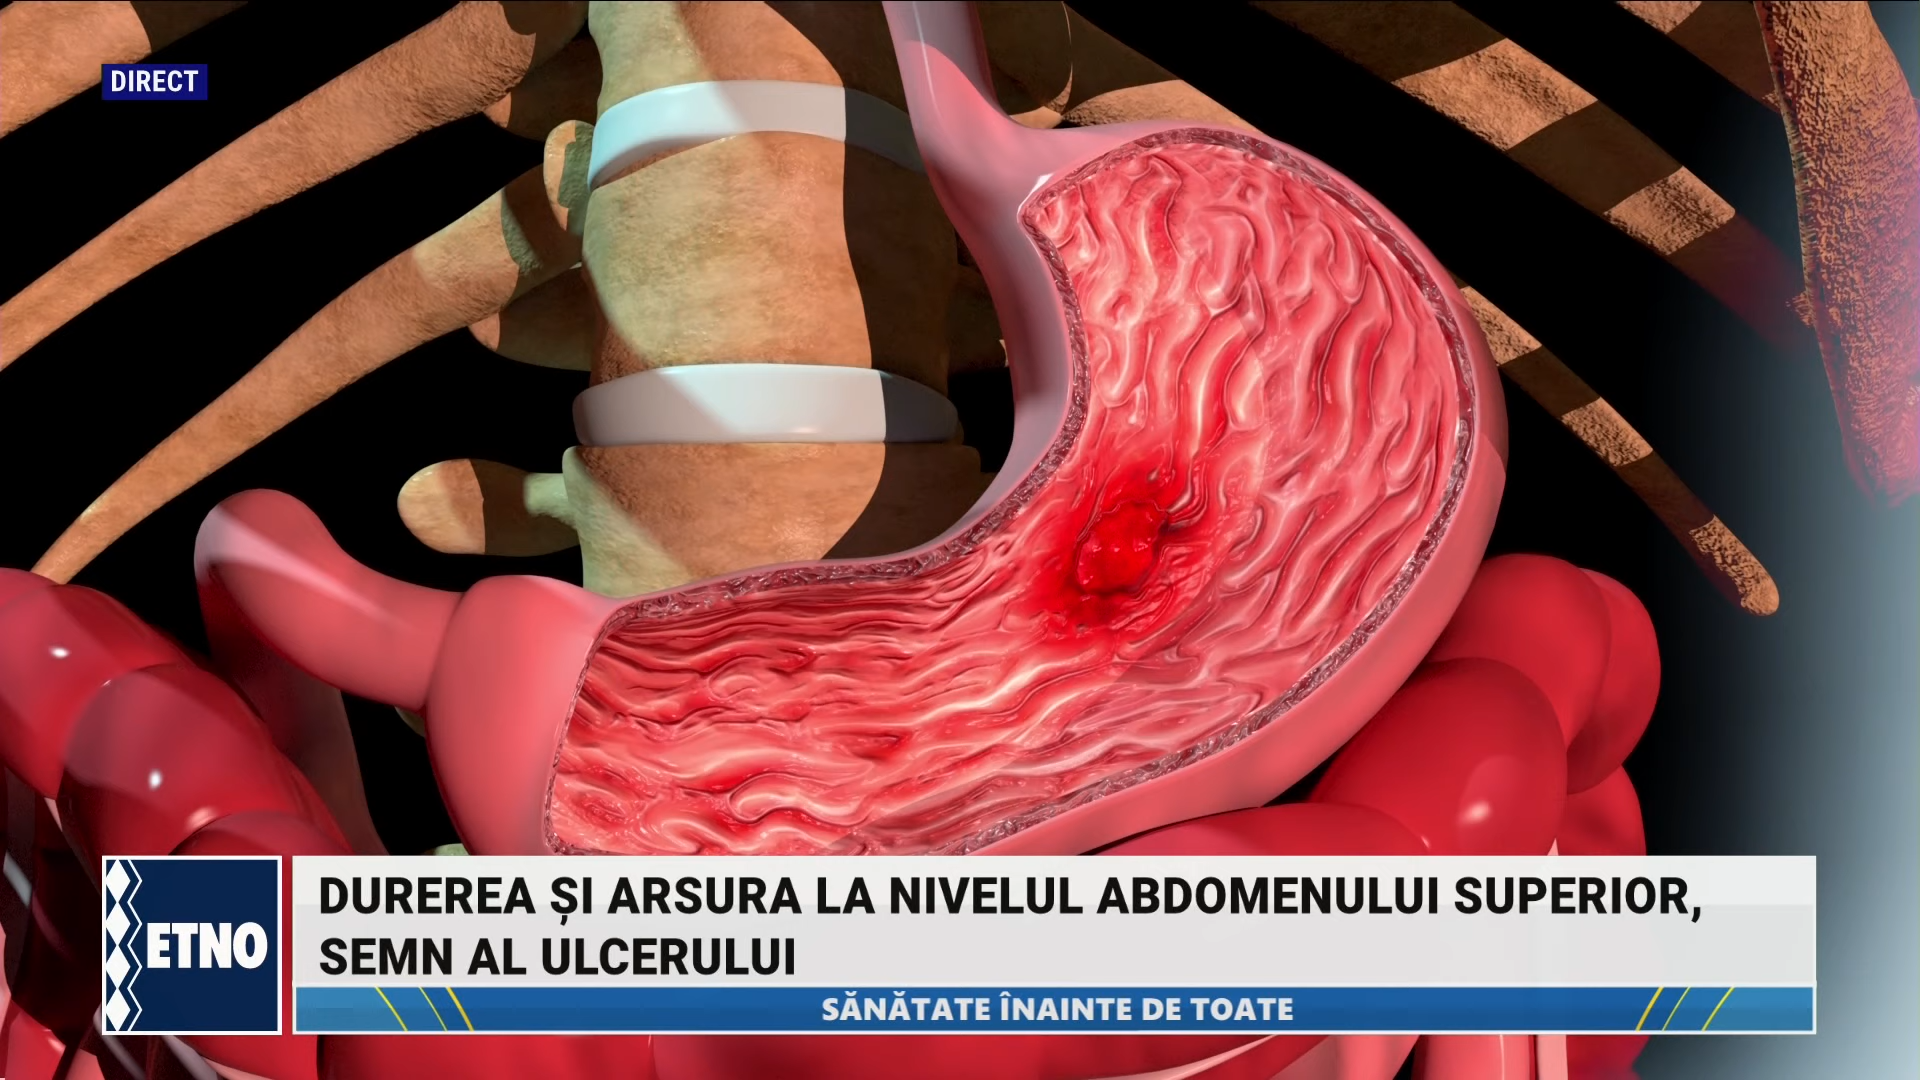 DIRECT
DUREREA ȘI ARSURA LA NIVELUL ABDOMENULUI SUPERIOR,
SEMN AL ULCERULUI
ETNO
SĂNĂTATE ÎNAINTE DE TOATE